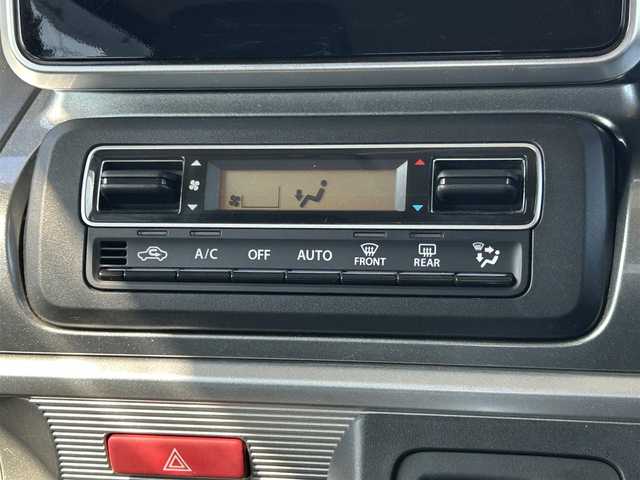 A/C OFF AUTO FRONT REAR